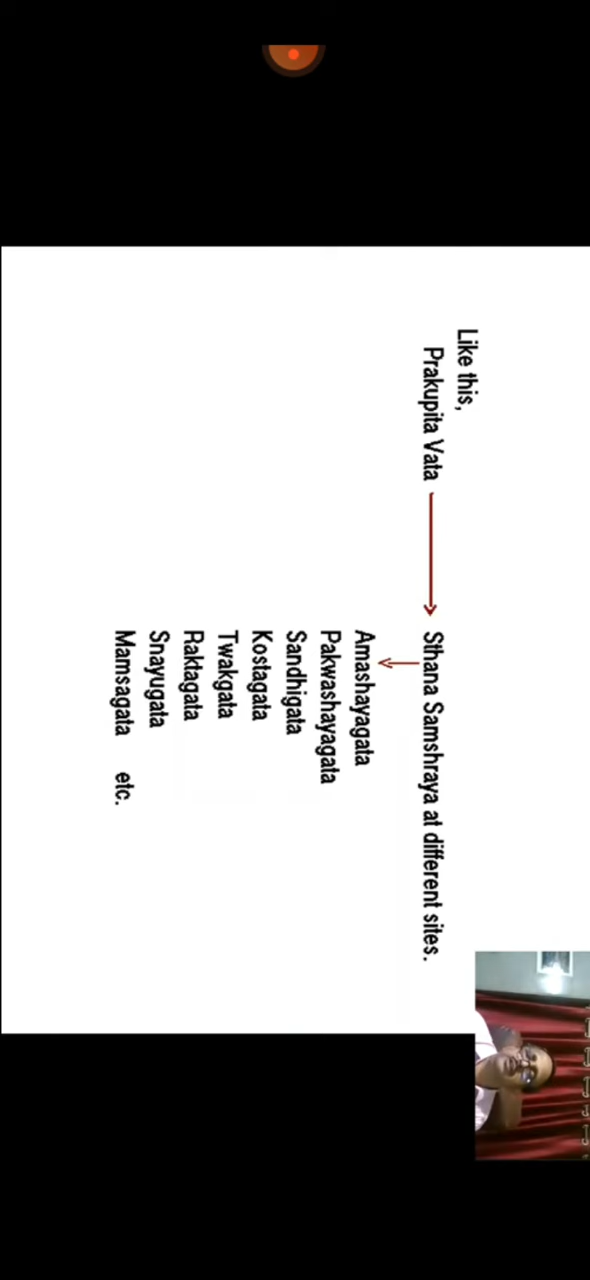 Like this,
Prakupita Vata Sthana Samshraya at different sites.
Amashayagata
Pakwashayagata
Sandhigata
Kostagata
Twakgata
Raktagata
Snayugata
Mamsagata etc.